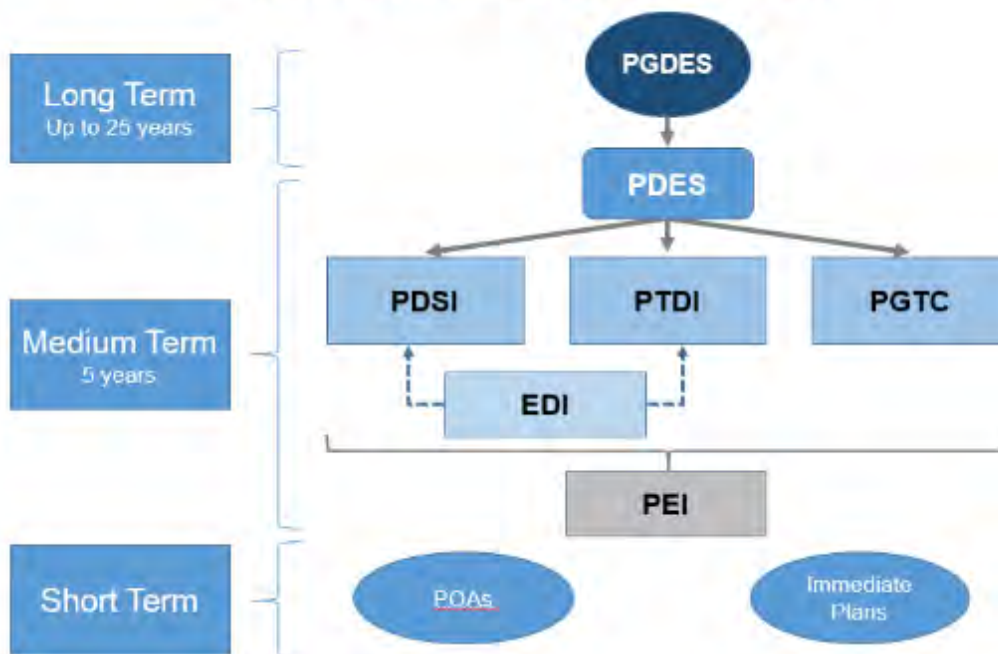 PGDES
Long Term
Up to 25 years
PDES
PDSI
PTDI
PGTC
Medium Term
5 years
EDI
PEI
Short Term
POAs
Immediate
Plans